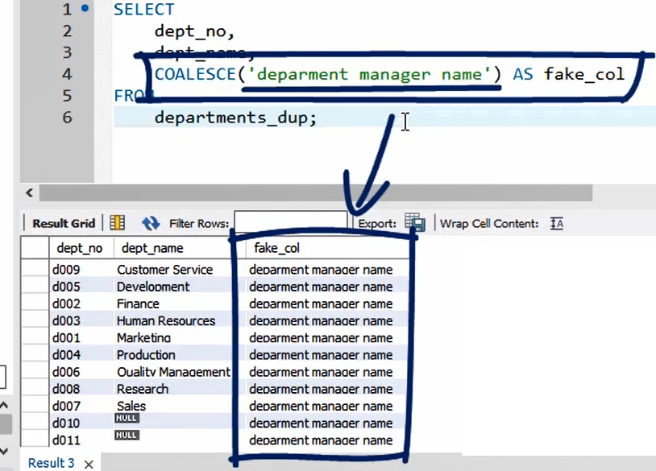 1 SELECT
2 dept_no,
3 dept_name,
4 COALESCE('deparment manager name') AS fake_col
5 FROM
6 departments_dup;
Result Grid Filter Rows: Export: Wrap Cell Content: IA
dept_no dept_name fake_col
d009 Customer Service deparment manager name
d005 Development deparment manager name
d002 Finance deparment manager name
d003 Human Resources deparment manager name
d001 Marketing deparment manager name
d004 Production deparment manager name
d006 Quality Management deparment manager name
d008 Research deparment manager name
d007 Sales deparment manager name
d010 NULL deparment manager name
d011 NULL deparment manager name
Result 3 x